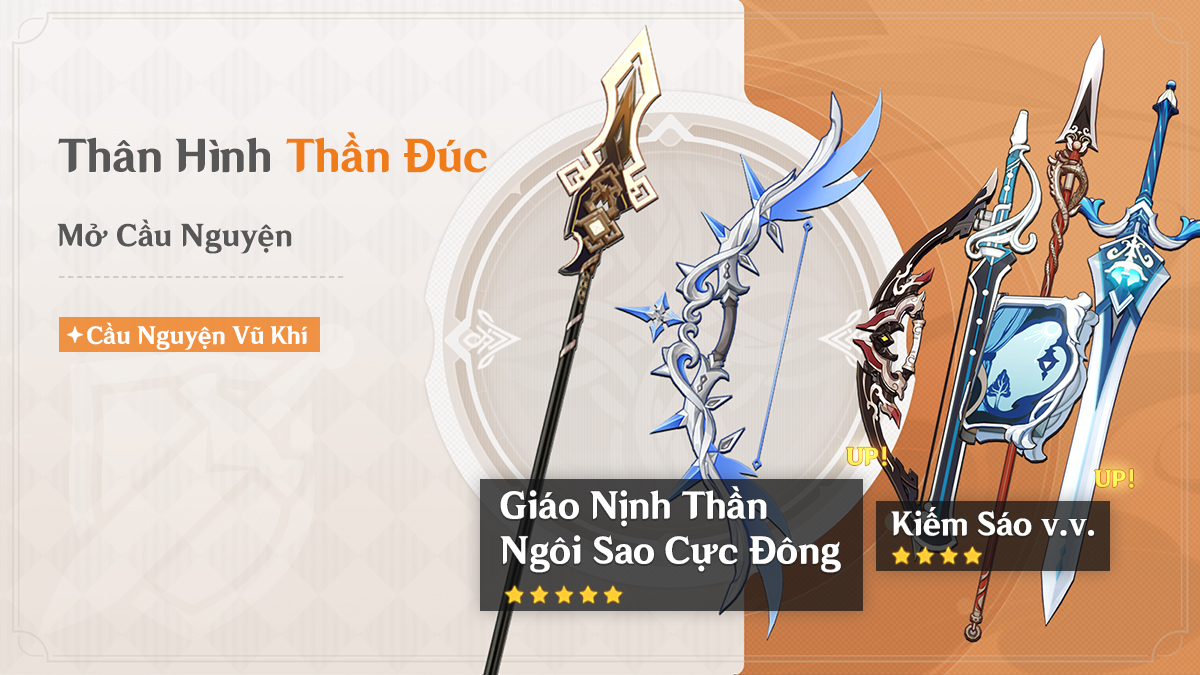 Thân Hình Thần Đúc
Mở Cầu Nguyện
Cầu Nguyện Vũ Khí
UP!
UP!
Giáo Nịnh Thần
Ngôi Sao Cực Đông
Kiếm Sáo v.v.